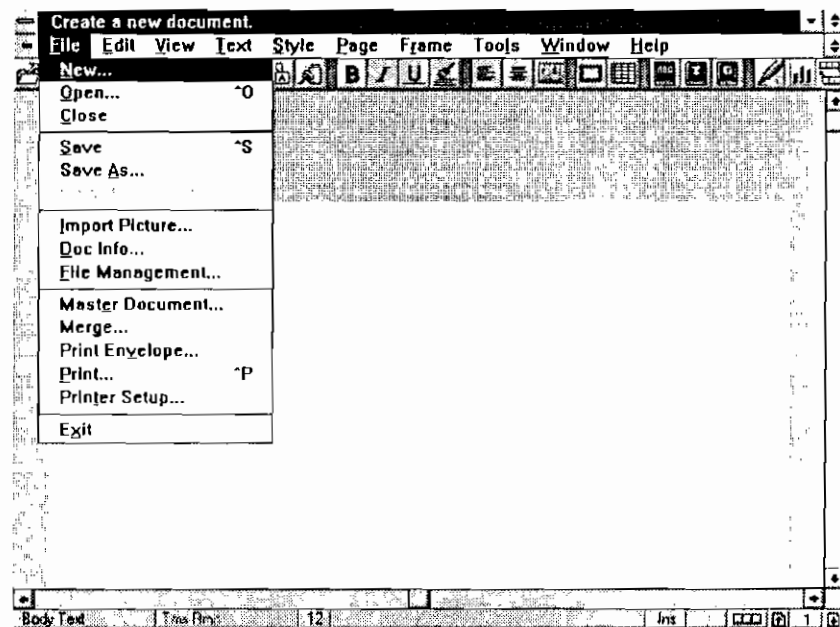 Create a new document.
File Edit View Text Style Page Frame Tools Window Help
New...
Open... ^O
Close
Save ^S
Save As...
Import Picture...
Doc Info...
File Management...
Master Document...
Merge...
Print Envelope...
Print... ^P
Printer Setup...
Exit
Body Text Tms Rmn 12 Ins 1